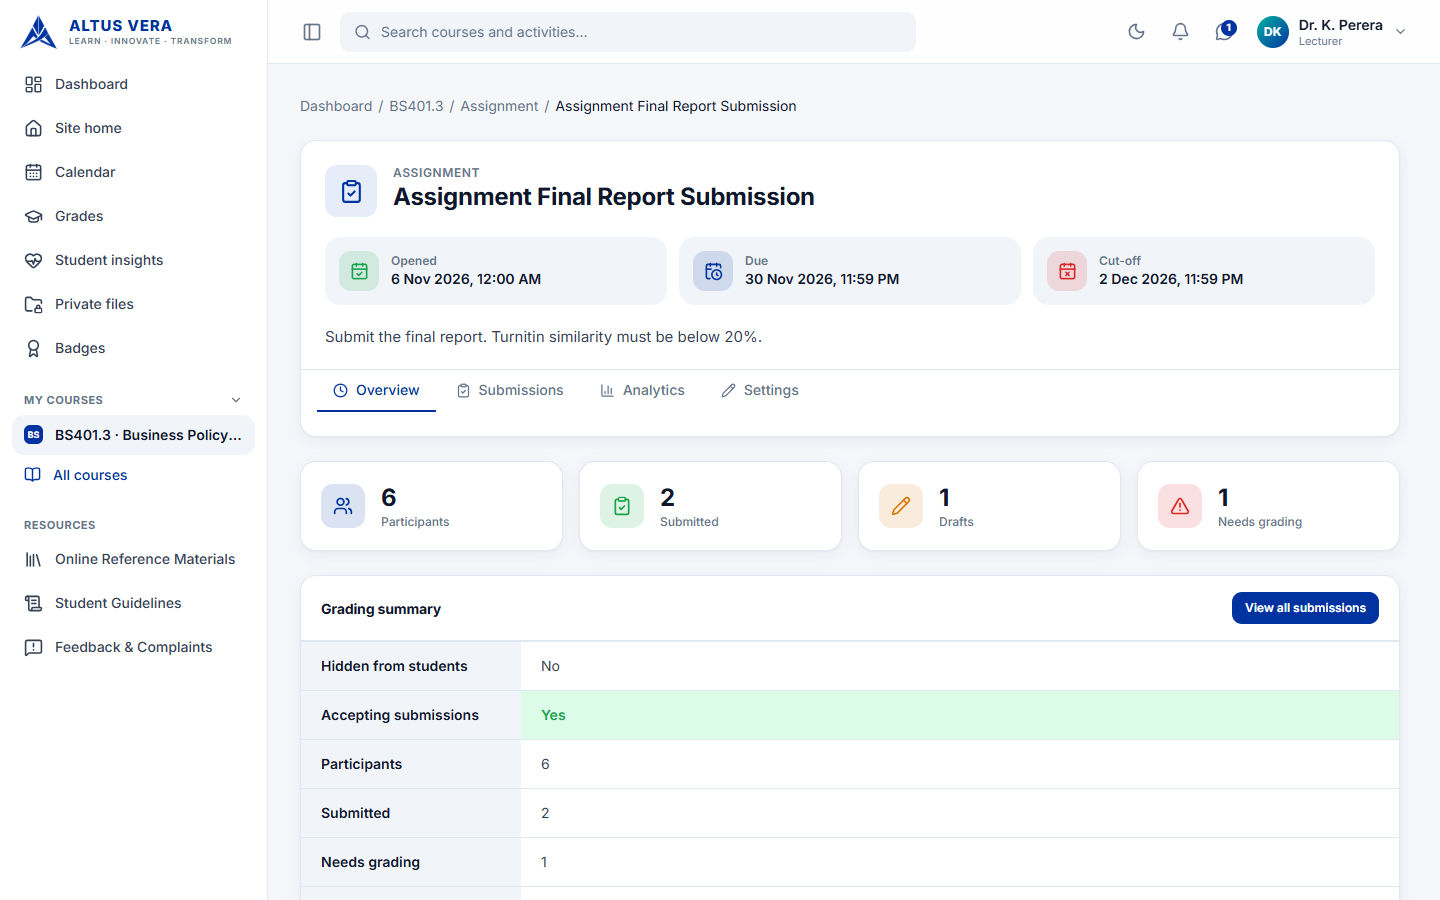 ALTUS VERA
LEARN · INNOVATE · TRANSFORM
Dashboard
Site home
Calendar
Grades
Student insights
Private files
Badges
MY COURSES
BS
BS401.3 · Business Policy...
All courses
RESOURCES
Online Reference Materials
Student Guidelines
Feedback & Complaints
Search courses and activities...
1
DK
Dr. K. Perera
Lecturer
Dashboard / BS401.3 / Assignment / Assignment Final Report Submission
ASSIGNMENT
Assignment Final Report Submission
Opened
6 Nov 2026, 12:00 AM
Due
30 Nov 2026, 11:59 PM
Cut-off
2 Dec 2026, 11:59 PM
Submit the final report. Turnitin similarity must be below 20%.
Overview
Submissions
Analytics
Settings
6
Participants
2
Submitted
1
Drafts
1
Needs grading
Grading summary
View all submissions
Hidden from students
No
Accepting submissions
Yes
Participants
6
Submitted
2
Needs grading
1